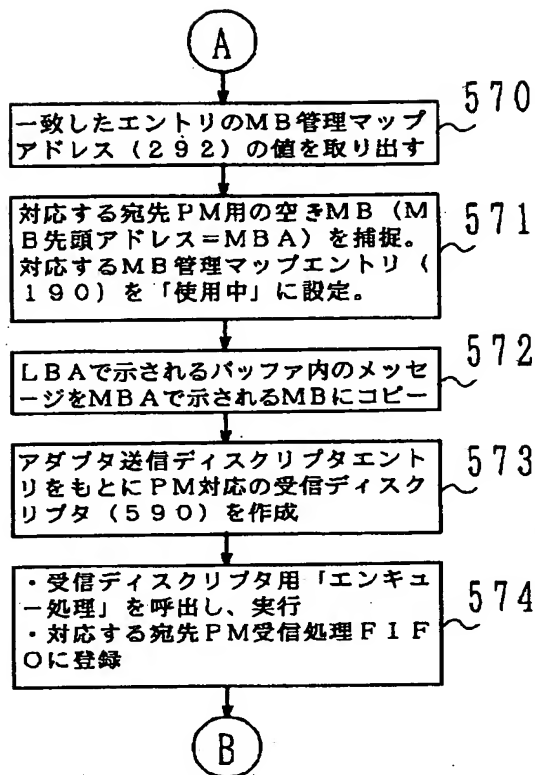 A
570
一致したエントリのMB管理マップ
アドレス(292)の値を取り出す
571
対応する宛先PM用の空きMB(M
B先頭アドレス=MBA)を捕捉。
対応するMB管理マップエントリ(
190)を「使用中」に設定。
572
LBAで示されるバッファ内のメッセ
ージをMBAで示されるMBにコピー
573
アダプタ送信ディスクリプタエント
リをもとにPM対応の受信ディスク
リプタ(590)を作成
574
・受信ディスクリプタ用「エンキュ
ー処理」を呼出し、実行
・対応する宛先PM受信処理FIF
Oに登録
B